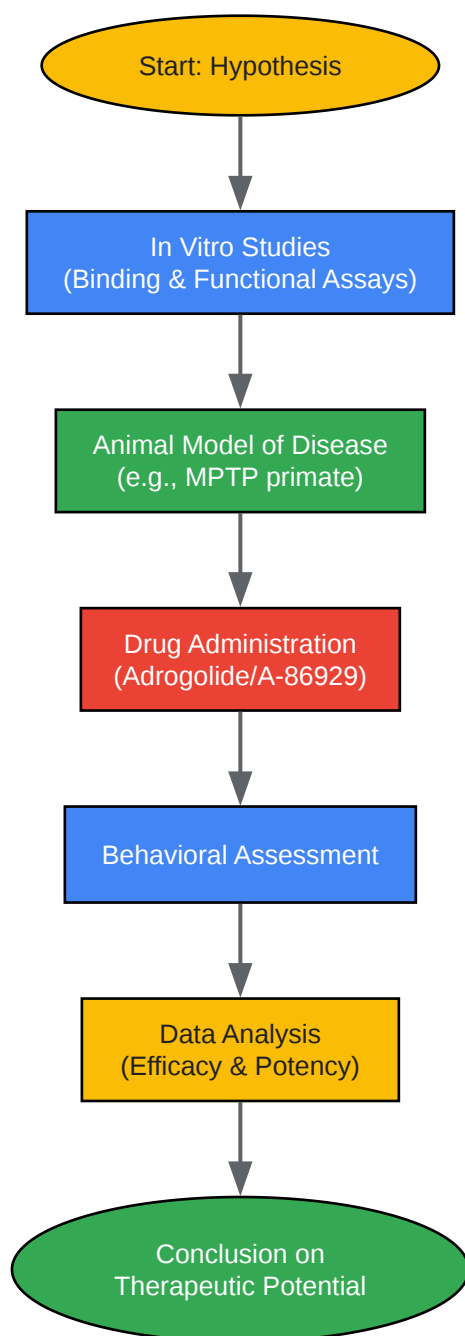 Start: Hypothesis
In Vitro Studies
(Binding & Functional Assays)
Animal Model of Disease
(e.g., MPTP primate)
Drug Administration
(Adrogolide/A-86929)
Behavioral Assessment
Data Analysis
(Efficacy & Potency)
Conclusion on
Therapeutic Potential